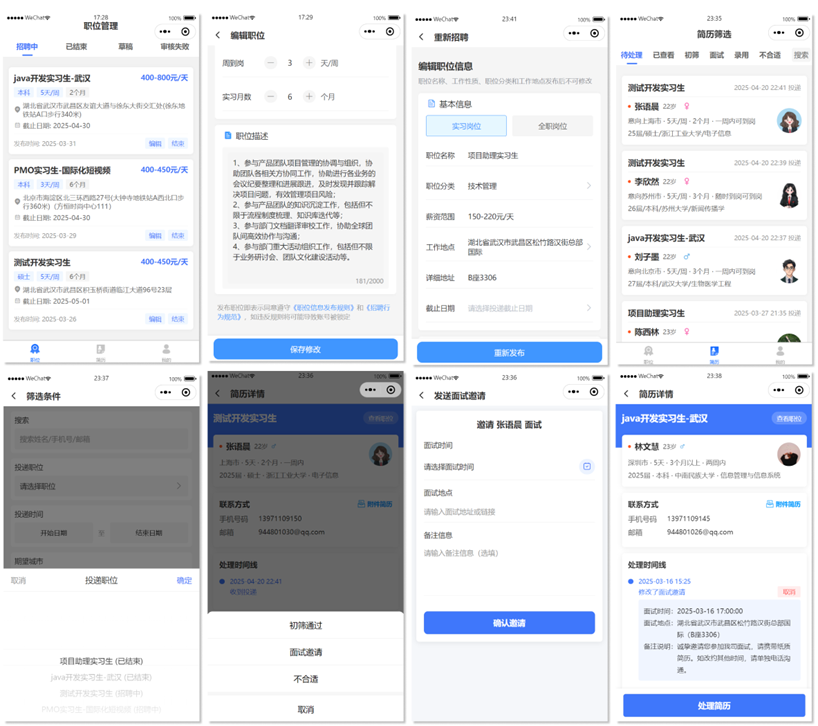 WeChat 17:28 100%
职位管理
招聘中 已结束 草稿 审核失败
java开发实习生-武汉 400-800元/天
本科 5天/周 2个月
湖北省武汉市武昌区友谊大道与徐东大街交汇处(徐东地
铁站A口步行340米)
截止日期: 2025-04-30
发布时间: 2025-03-31 编辑 结束
PMO实习生-国际化短视频 400-450元/天
本科 3天/周 6个月
北京市海淀区北三环西路27号(大钟寺地铁站A西北口步
行360米)（方恒时尚中心111)
截止日期: 2025-04-30
发布时间: 2025-03-29 编辑 结束
测试开发实习生 400-450元/天
硕士 5天/周 6个月
湖北省武汉市武昌区积玉桥街道临江大道96号23层
截止日期: 2025-05-01
发布时间: 2025-03-26 编辑 结束
职位
WeChat 17:29 100%
编辑职位
周到岗 3 天/周
实习月数 6 个月
职位描述
1、参与产品团队项目管理的协调与组织，协
助团队各相关方协同工作，协助进行各业务的
会议纪要整理和进展跟进，及时发现并跟踪解
决项目问题，有效管理项目风险；
2、参与产品团队的知识沉淀工作，包括但不
限于流程制度梳理、知识库迭代等；
3、参与部门文档翻译审校工作，协助全球团
队间高效协作与沟通；
4、参与部门重大活动组织工作，包括但不限
于业务研讨会、团队文化建设活动等。
181/2000
发布职位即表示同意遵守《职位信息发布规则》和《招聘行
为规范》，如违反规则则可能导致账号被锁定
保存修改
WeChat 23:41 100%
重新招聘
编辑职位信息
职位名称、工作性质、职位分类和工作地点发布后不可修改
基本信息
实习岗位 全职岗位
职位名称 项目助理实习生
职位分类 技术管理
薪资范围 150-220元/天
工作地点 湖北省武汉市武昌区松竹路汉街总部
国际
详细地址 B座3306
截止日期 请选择投递截止日期
重新发布
WeChat 23:35 100%
简历筛选
待处理 已查看 初筛 面试 录用 不合适 搜索
测试开发实习生 2025-04-20 22:41 投递
张语晨 22岁
意向上海市 · 5天/周 · 2个月 · 一周内可到岗
25届/硕士/浙江工业大学/电子信息
测试开发实习生 2025-04-20 22:39 投递
李欣然 22岁
意向苏州市 · 5天/周 · 3个月 · 随时到岗可到岗
26届/本科/苏州大学/新闻传播学
java开发实习生-武汉 2025-04-20 22:37 投递
刘子墨 22岁
意向北京市 · 5天/周 · 3个月 · 一周内可到岗
27届/本科/武汉大学/生物医学工程
项目助理实习生 2025-03-27 21:35 投递
陈西林 23岁
WeChat 23:37 100%
筛选条件
搜索
搜索姓名/手机号/邮箱
投递职位
请选择职位
投递时间
开始日期 至 结束日期
期望城市
取消 投递职位 确定
项目助理实习生 (已结束)
java开发实习生-武汉 (已结束)
测试开发实习生 (招聘中)
PMO实习生-国际化短视频 (招聘中)
WeChat 23:36 100%
简历详情
测试开发实习生 查看职位
张语晨 22岁
上海市 · 5天 · 2个月 · 一周内
2025届 · 硕士 · 浙江工业大学 · 电子信息
联系方式 附件简历
手机号码 13971109150
邮箱 944801030@qq.com
处理时间线
2025-04-20 22:41
收到投递
初筛通过
面试邀请
不合适
取消
WeChat 23:36 100%
发送面试邀请
邀请 张语晨 面试
面试时间
请选择面试时间
面试地点
请输入面试地址或链接
备注信息
请输入备注信息（选填）
确认邀请
WeChat 23:38 100%
简历详情
java开发实习生-武汉 查看职位
林文慧 23岁
深圳市 · 5天 · 3个月以上 · 两周内
2025届 · 本科 · 中南民族大学 · 信息管理与信息系统
联系方式 附件简历
手机号码 13971109145
邮箱 944801026@qq.com
处理时间线
2025-03-16 15:25
修改了面试邀请 取消
面试时间: 2025-03-16 17:00:00
面试地点: 湖北省武汉市武昌区松竹路汉街总部国
际（B座3306)
备注说明: 诚挚邀请您参加我司面试，请携带纸质
简历。如改约其他时间，请单独电话沟
通。
处理简历